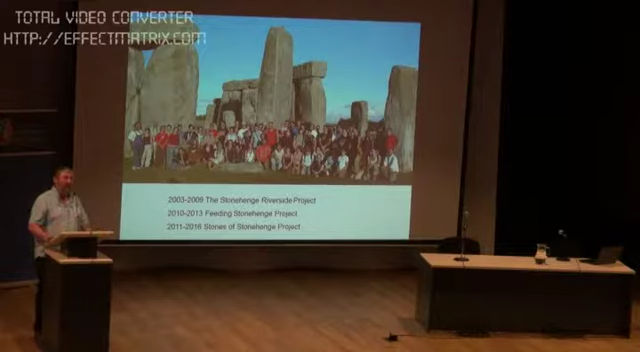 TOTAL VIDEO CONVERTER
HTTP://EFFECTMATRIX.COM
2003-2009 The Stonehenge Riverside Project
2010-2013 Feeding Stonehenge Project
2011-2016 Stones of Stonehenge Project